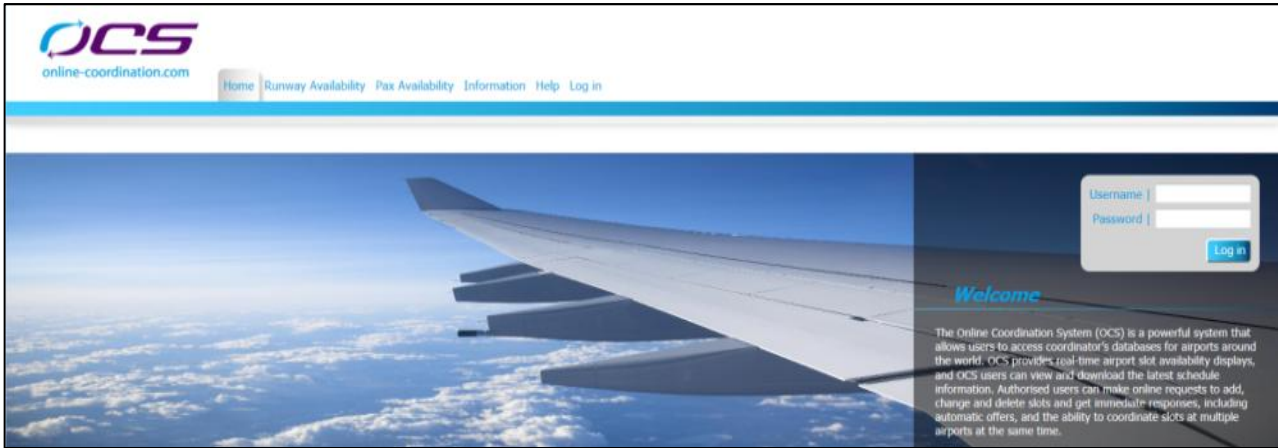 OCS
online-coordination.com
Home Runway Availability Pax Availability Information Help Log in
Username |
Password |
Log in
Welcome
The Online Coordination System (OCS) is a powerful system that
allows users to access coordinator's databases for airports around
the world. OCS provides real-time airport slot availability displays,
and OCS users can view and download the latest schedule
information. Authorised users can make online requests to add,
change and delete slots and get immediate responses, including
automatic offers, and the ability to coordinate slots at multiple
airports at the same time.